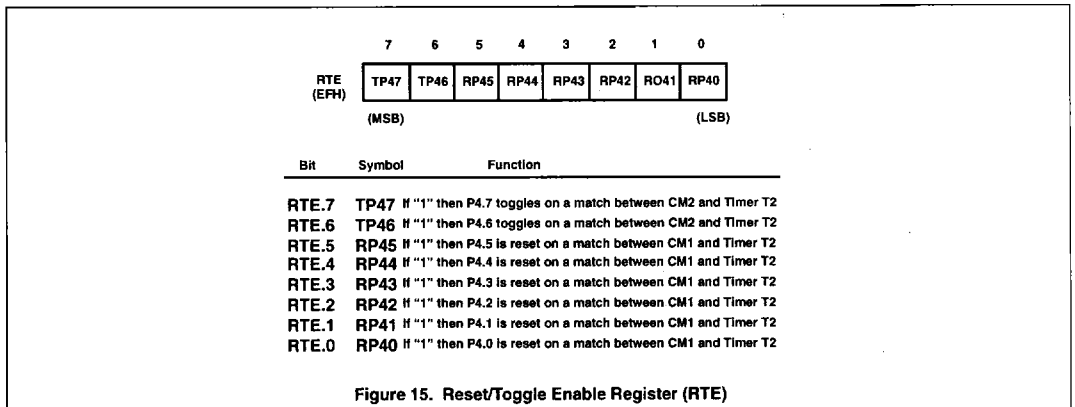 7 6 5 4 3 2 1 0
RTE TP47 TP46 RP45 RP44 RP43 RP42 RO41 RP40
(EFH)
(MSB) (LSB)
Bit Symbol Function
RTE.7 TP47 If "1" then P4.7 toggles on a match between CM2 and Timer T2
RTE.6 TP46 If "1" then P4.6 toggles on a match between CM2 and Timer T2
RTE.5 RP45 If "1" then P4.5 is reset on a match between CM1 and Timer T2
RTE.4 RP44 If "1" then P4.4 is reset on a match between CM1 and Timer T2
RTE.3 RP43 If "1" then P4.3 is reset on a match between CM1 and Timer T2
RTE.2 RP42 If "1" then P4.2 is reset on a match between CM1 and Timer T2
RTE.1 RP41 If "1" then P4.1 is reset on a match between CM1 and Timer T2
RTE.0 RP40 If "1" then P4.0 is reset on a match between CM1 and Timer T2
Figure 15. Reset/Toggle Enable Register (RTE)